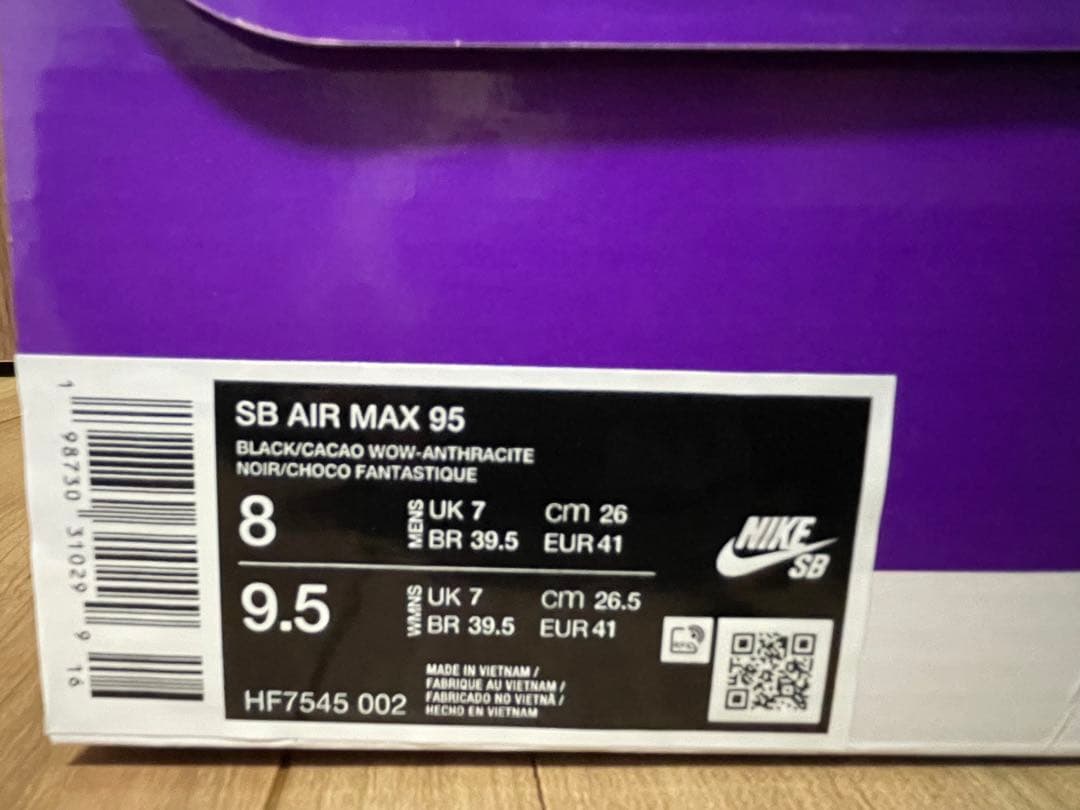 SB AIR MAX 95
BLACK/CACAO WOW-ANTHRACITE
NOIR/CHOCO FANTASTIQUE
8 MENS UK 7 cm 26
BR 39.5 EUR 41
9.5 WMNS UK 7 cm 26.5
BR 39.5 EUR 41
MADE IN VIETNAM /
FABRIQUE AU VIETNAM /
FABRICADO NO VIETNÃ /
HECHO EN VIETNAM
HF7545 002
NIKE
SB
RFID
1 98730 31029 9 16